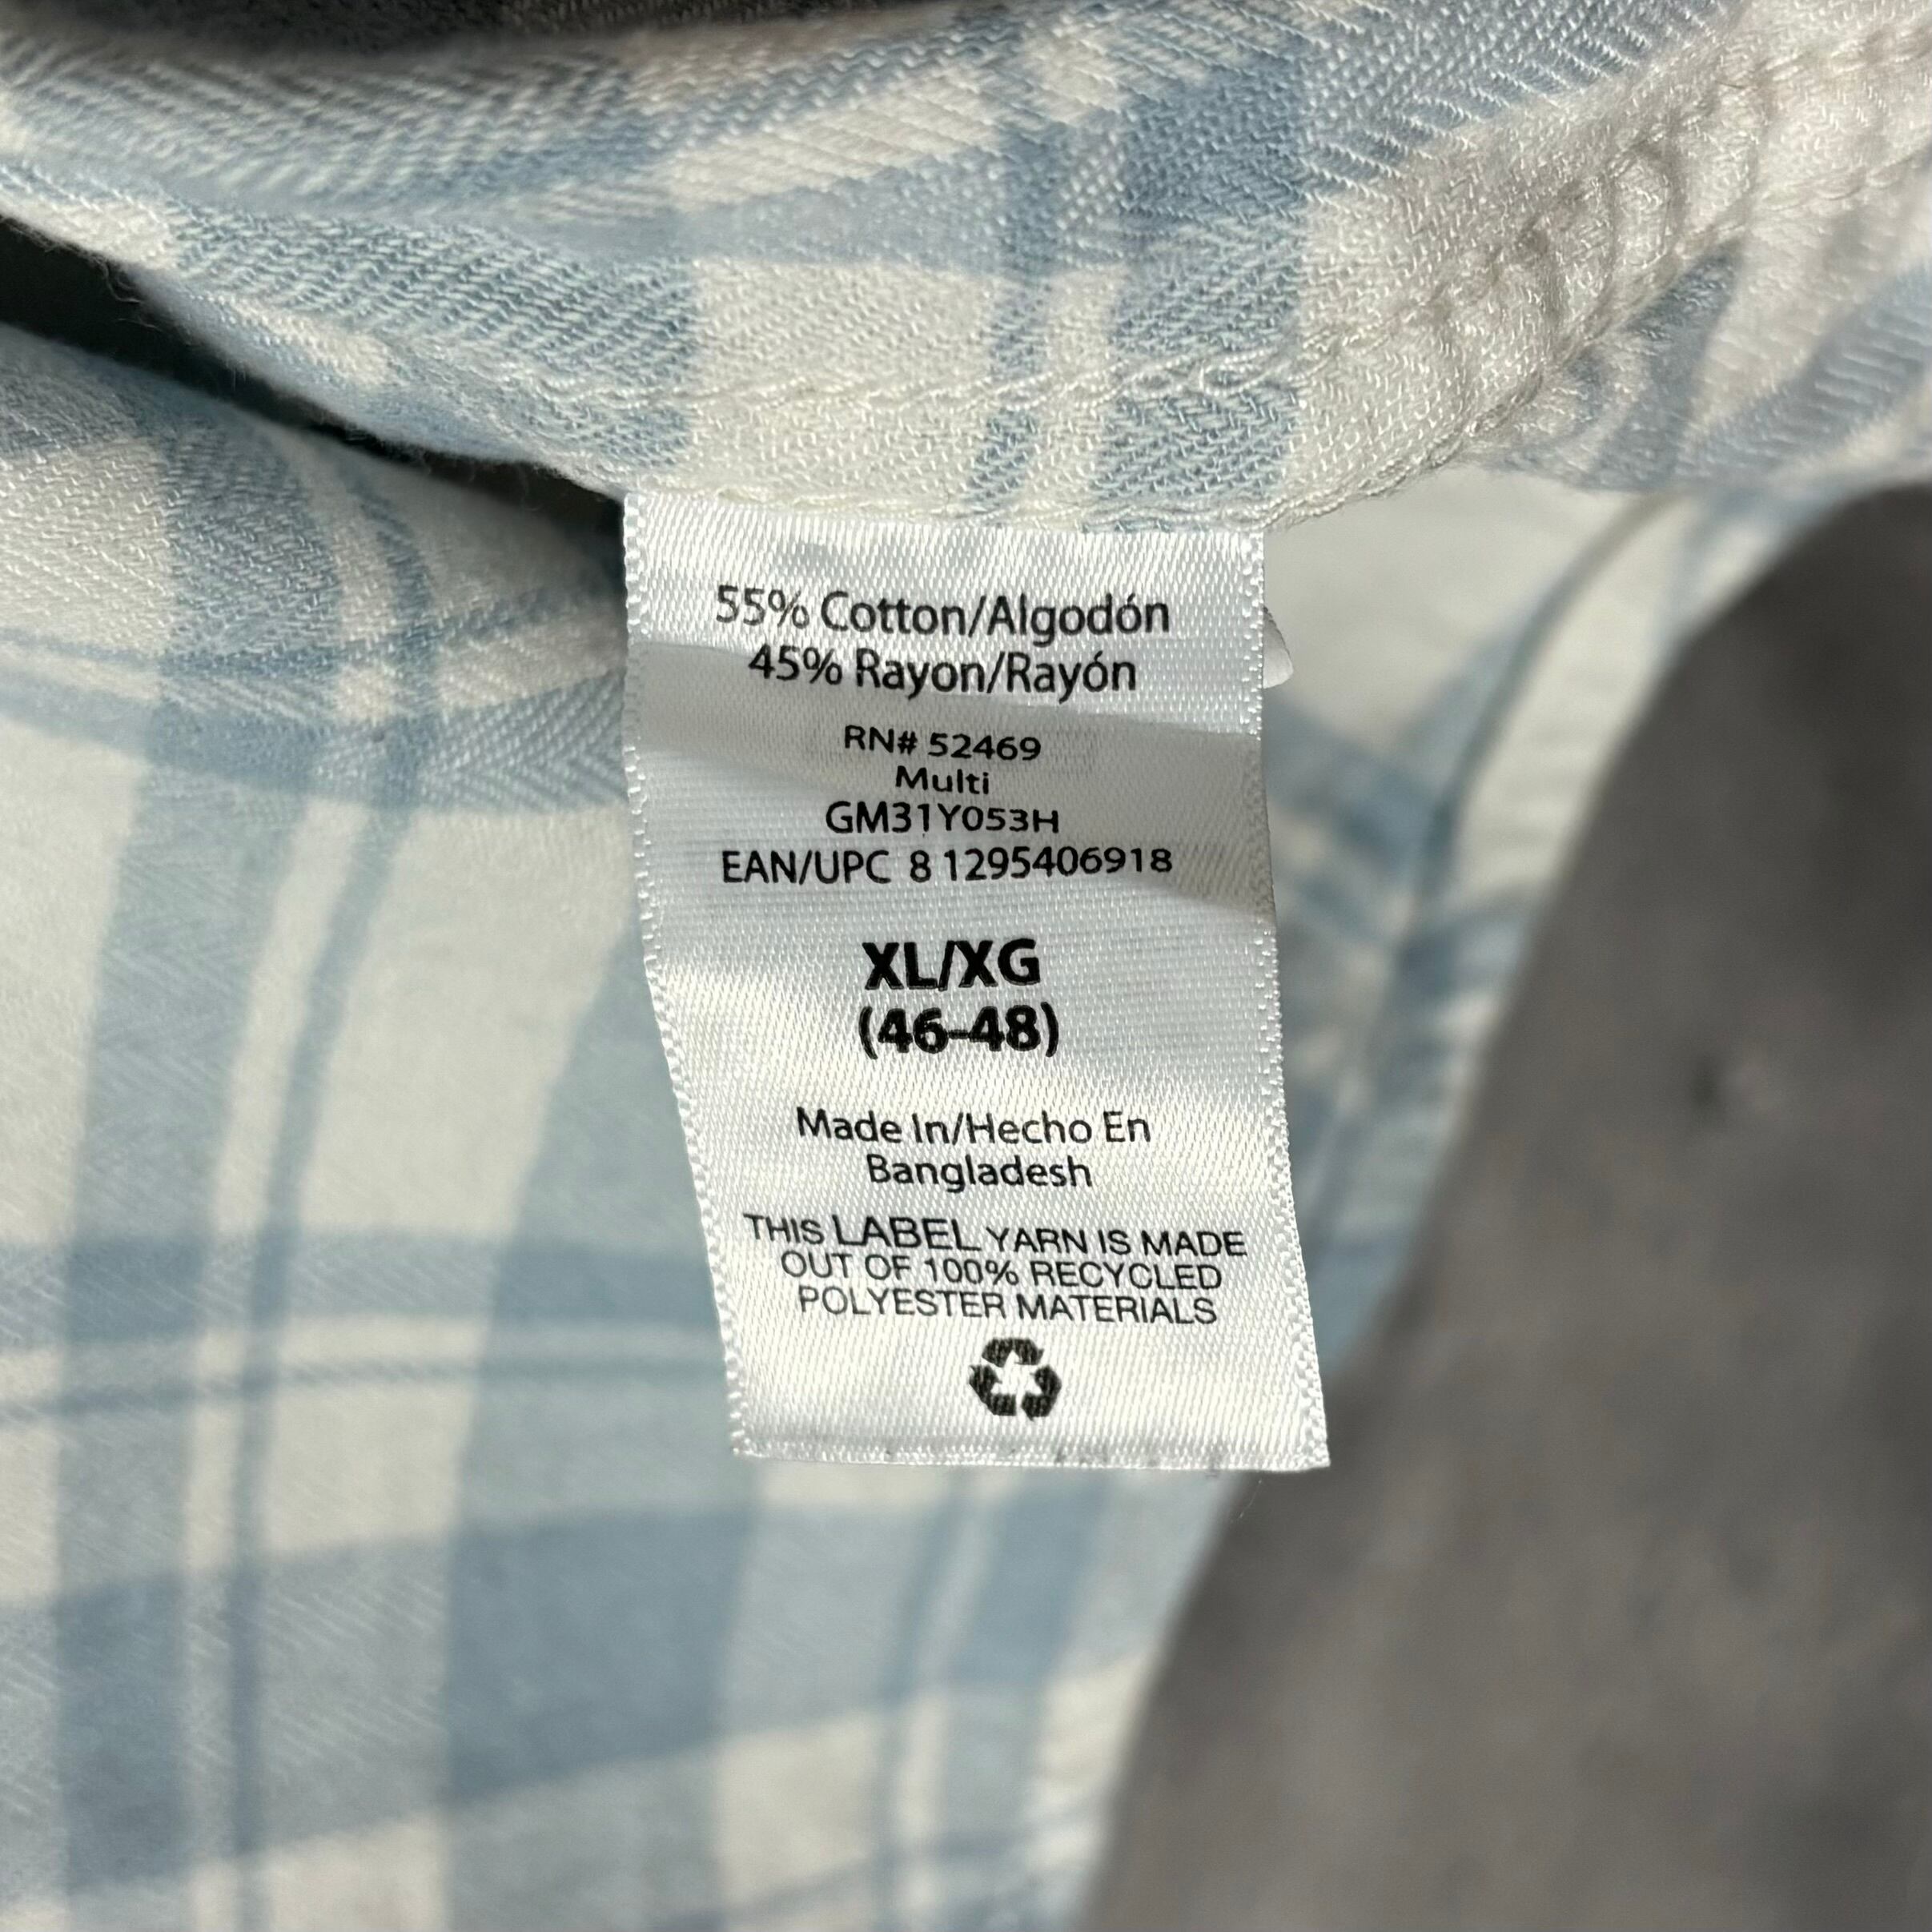 55% Cotton/Algodón
45% Rayon/Rayón
RN# 52469
Multi
GM31Y053H
EAN/UPC 8 1295406918
XL/XG
(46-48)
Made In/Hecho En
Bangladesh
THIS LABEL YARN IS MADE
OUT OF 100% RECYCLED
POLYESTER MATERIALS